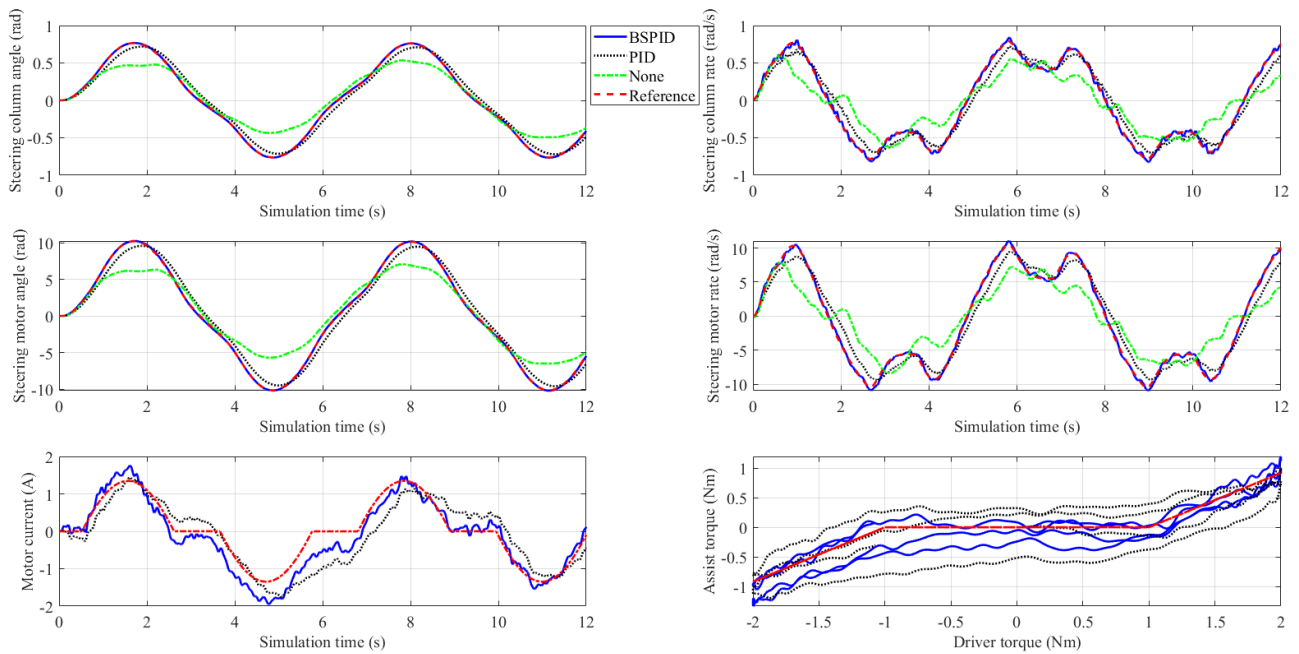 Steering column angle (rad)
1
0.5
0
-0.5
-1
0 2 4 6 8 10 12
Simulation time (s)
BSPID
PID
None
Reference
Steering column rate (rad/s)
1
0.5
0
-0.5
-1
0 2 4 6 8 10 12
Simulation time (s)
Steering motor angle (rad)
10
5
0
-5
-10
0 2 4 6 8 10 12
Simulation time (s)
Steering motor rate (rad/s)
10
5
0
-5
-10
0 2 4 6 8 10 12
Simulation time (s)
Motor current (A)
2
1
0
-1
-2
0 2 4 6 8 10 12
Simulation time (s)
Assist torque (Nm)
1
0.5
0
-0.5
-1
-2 -1.5 -1 -0.5 0 0.5 1 1.5 2
Driver torque (Nm)